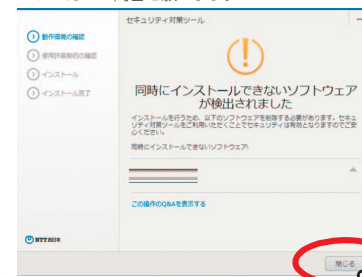 セキュリティ対策ツール
動作環境の確認
使用許諾契約の確認
インストール
インストール完了
同時にインストールできないソフトウェア
が検出されました
インストールを行うため、以下のソフトウェアを削除する必要があります。セキュ
リティ対策ツールをご利用いただくことでセキュリティは有効となりますのでご安
心ください。
同時にインストールできないソフトウェア:
この操作のQ&Aを表示する
NTT西日本
閉じる